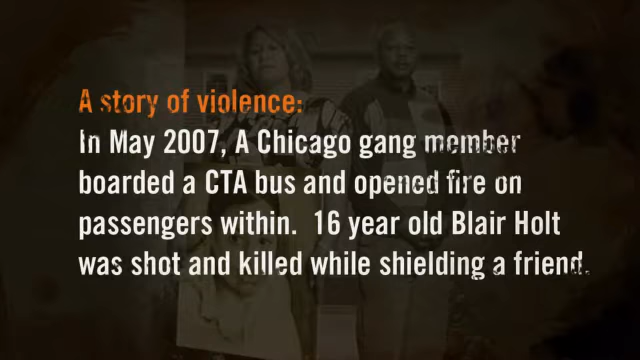 A story of violence:
In May 2007, A Chicago gang member
boarded a CTA bus and opened fire on
passengers within. 16 year old Blair Holt
was shot and killed while shielding a friend.